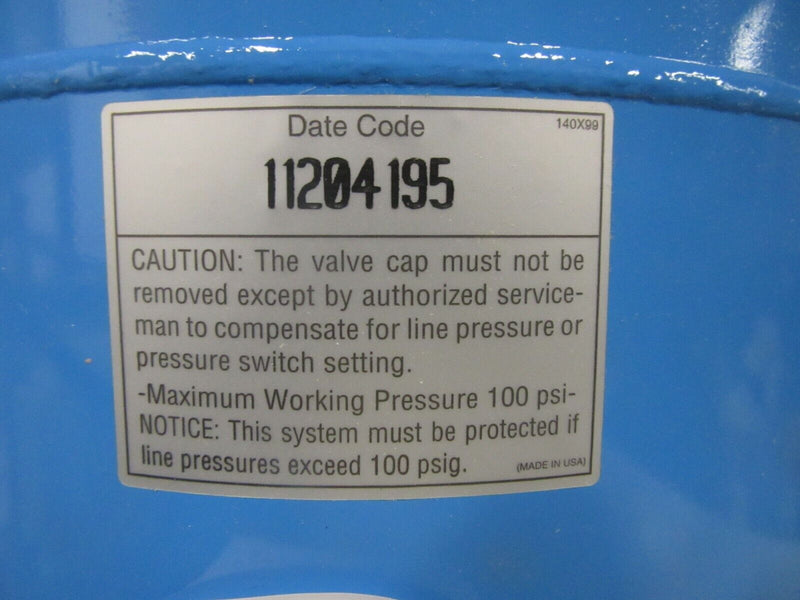 Date Code
140X99
11204195
CAUTION: The valve cap must not be
removed except by authorized service-
man to compensate for line pressure or
pressure switch setting.
-Maximum Working Pressure 100 psi-
NOTICE: This system must be protected if
line pressures exceed 100 psig.
(MADE IN USA)